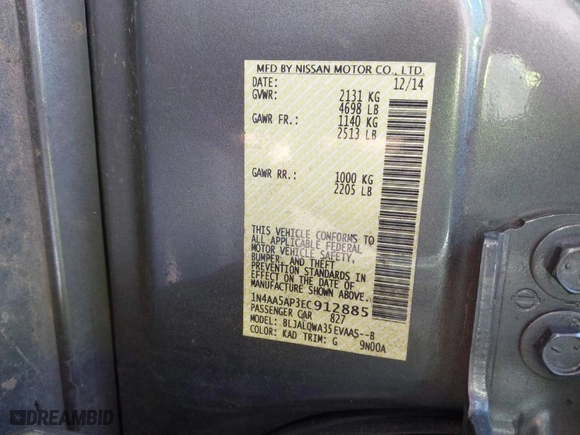 MFD BY NISSAN MOTOR CO., LTD.
DATE: 12/14
GVWR: 2131 KG
4698 LB
GAWR FR.: 1140 KG
2513 LB
GAWR RR.: 1000 KG
2205 LB
THIS VEHICLE CONFORMS TO
ALL APPLICABLE FEDERAL
MOTOR VEHICLE SAFETY,
BUMPER, AND THEFT
PREVENTION STANDARDS IN
EFFECT ON THE DATE OF
MANUFACTURE SHOWN ABOVE.
1N4AA5AP3EC912885
PASSENGER CAR 827
MODEL: BLJALQWA35EVAAS--B
COLOR: KAD TRIM: G 9N00A
DREAMBID